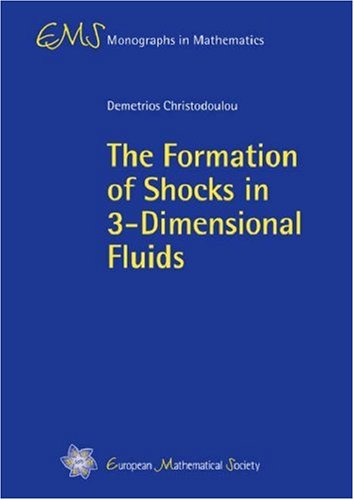 EMS Monographs in Mathematics
Demetrios Christodoulou
The Formation
of Shocks in
3-Dimensional
Fluids
European Mathematical Society